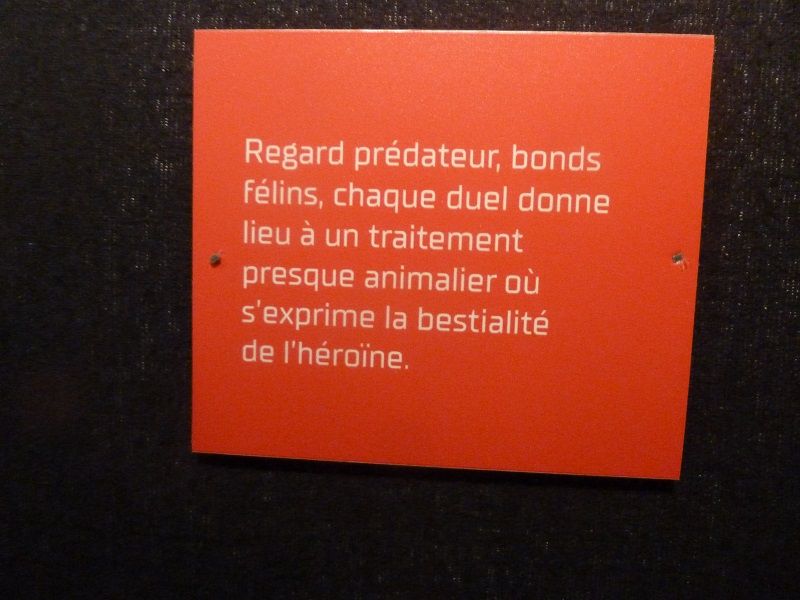 Regard prédateur, bonds
félins, chaque duel donne
lieu à un traitement
presque animalier où
s'exprime la bestialité
de l'héroïne.